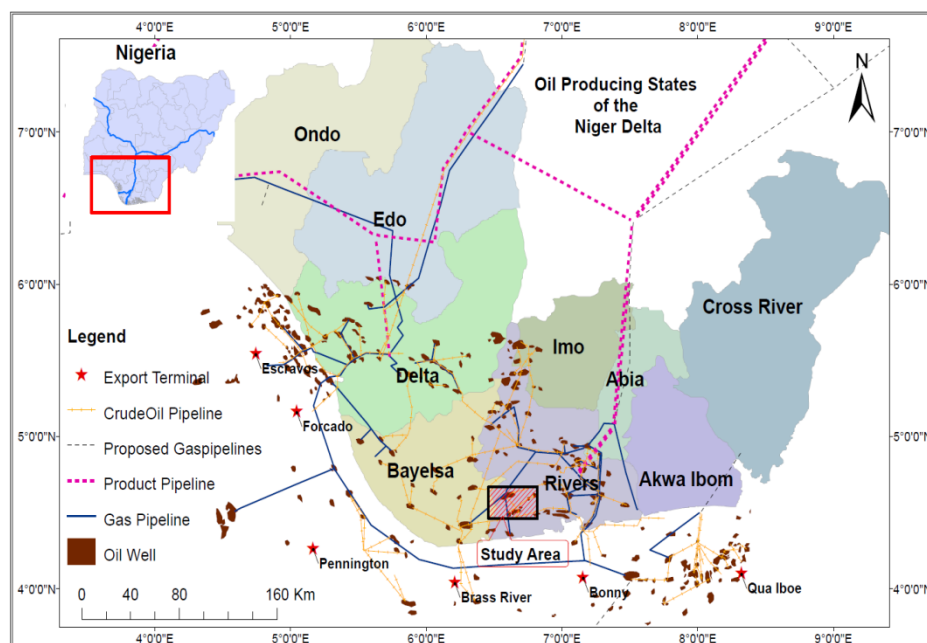 4°0'0"E 5°0'0"E 6°0'0"E 7°0'0"E 8°0'0"E 9°0'0"E
Nigeria
Oil Producing States
of the
Niger Delta
N
7°0'0"N
7°0'0"N
Ondo
Edo
6°0'0"N
6°0'0"N
Cross River
Legend
Imo
Export Terminal
Escravos
Delta
Abia
CrudeOil Pipeline
Forcado
5°0'0"N
5°0'0"N
Proposed Gaspipelines
Bayelsa
Rivers
Akwa Ibom
Product Pipeline
Gas Pipeline
Oil Well
Study Area
Pennington
Brass River
Bonny
Qua Iboe
4°0'0"N
4°0'0"N
0 40 80 160 Km
4°0'0"E 5°0'0"E 6°0'0"E 7°0'0"E 8°0'0"E 9°0'0"E